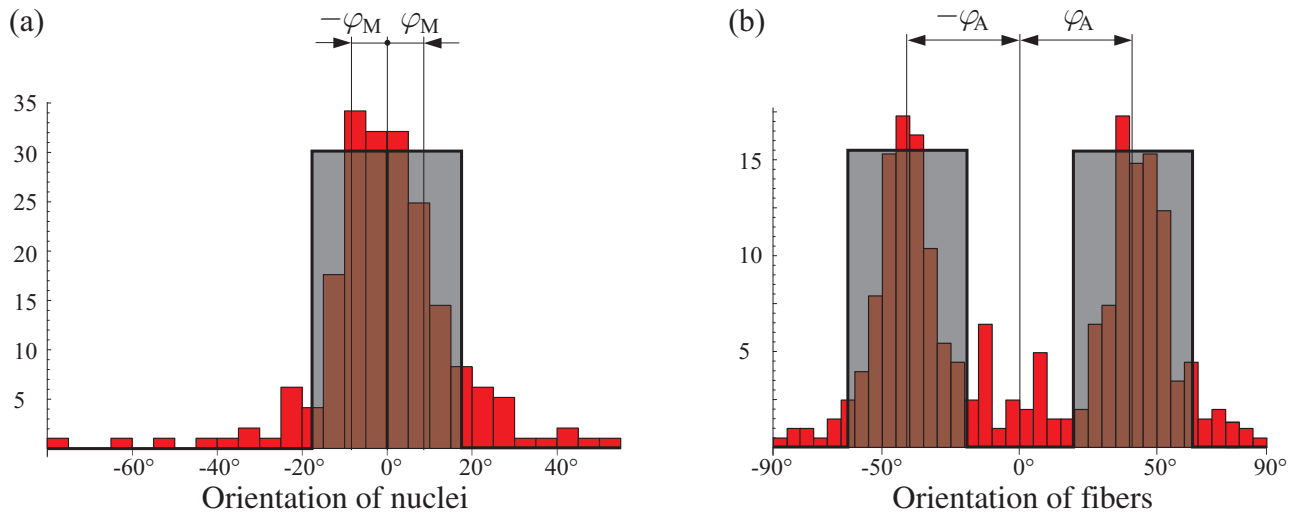 (a)
−φM φM
35
30
25
20
15
10
5
-60° -40° -20° 0° 20° 40°
Orientation of nuclei
(b)
−φA φA
15
10
5
-90° -50° 0° 50° 90°
Orientation of fibers